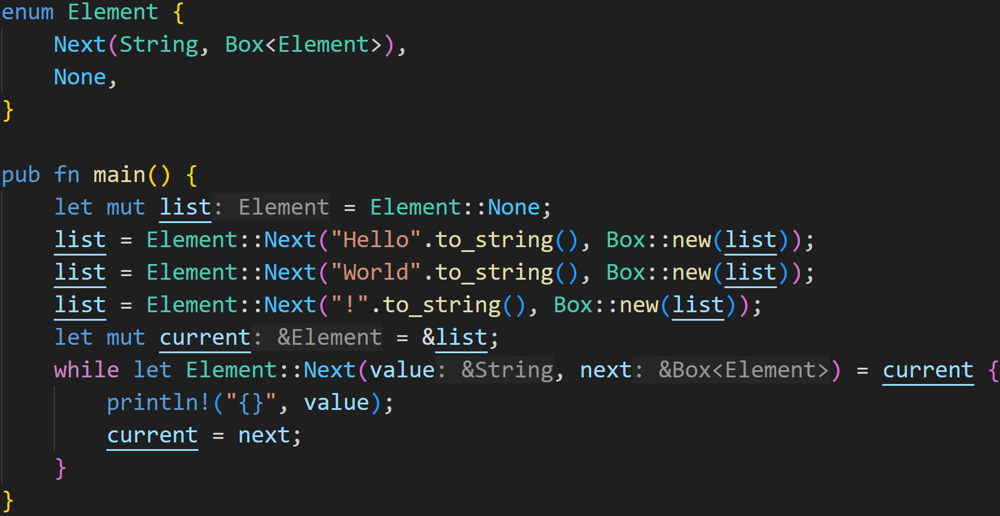 enum Element {
    Next(String, Box<Element>),
    None,
}

pub fn main() {
    let mut list: Element = Element::None;
    list = Element::Next("Hello".to_string(), Box::new(list));
    list = Element::Next("World".to_string(), Box::new(list));
    list = Element::Next("!".to_string(), Box::new(list));
    let mut current: &Element = &list;
    while let Element::Next(value: &String, next: &Box<Element>) = current {
        println!("{}", value);
        current = next;
    }
}